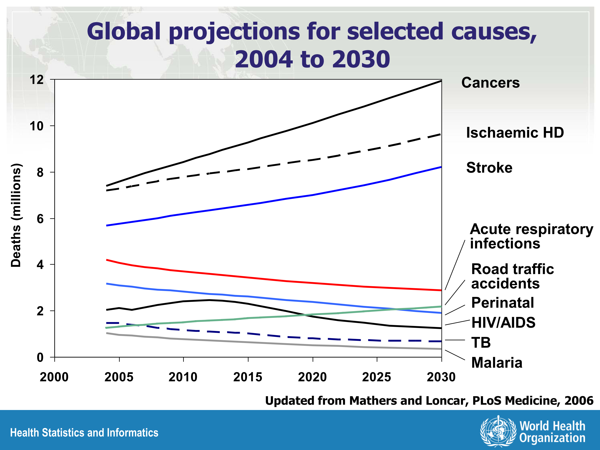 Global projections for selected causes,
2004 to 2030
Deaths (millions)
12
10
8
6
4
2
0
2000 2005 2010 2015 2020 2025 2030
Cancers
Ischaemic HD
Stroke
Acute respiratory
infections
Road traffic
accidents
Perinatal
HIV/AIDS
TB
Malaria
Updated from Mathers and Loncar, PLoS Medicine, 2006
Health Statistics and Informatics
World Health
Organization